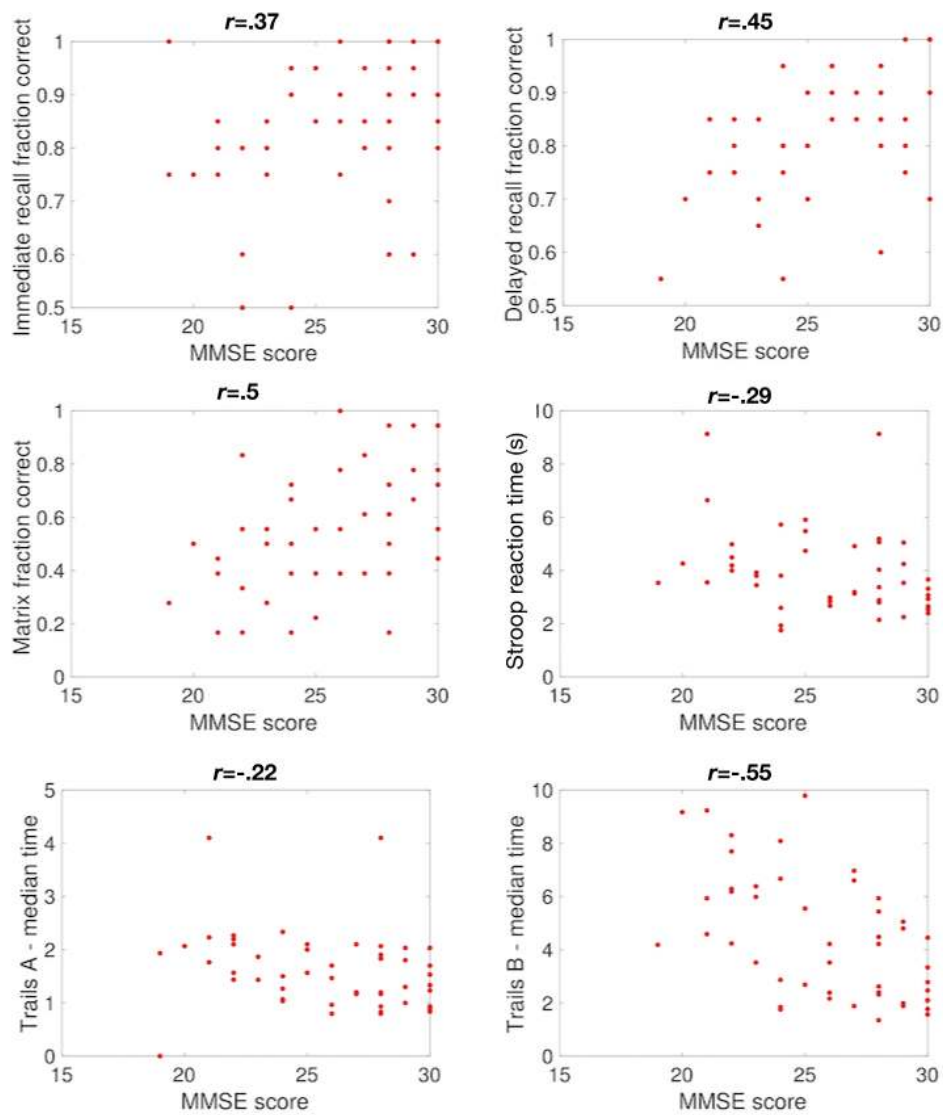 r=.37
Immediate recall fraction correct
1
0.9
0.8
0.7
0.6
0.5
15 20 25 30
MMSE score
r=.45
Delayed recall fraction correct
1
0.9
0.8
0.7
0.6
0.5
15 20 25 30
MMSE score
r=.5
Matrix fraction correct
1
0.8
0.6
0.4
0.2
0
15 20 25 30
MMSE score
r=-.29
Stroop reaction time (s)
10
8
6
4
2
0
15 20 25 30
MMSE score
r=-.22
Trails A - median time
5
4
3
2
1
0
15 20 25 30
MMSE score
r=-.55
Trails B - median time
10
8
6
4
2
0
15 20 25 30
MMSE score